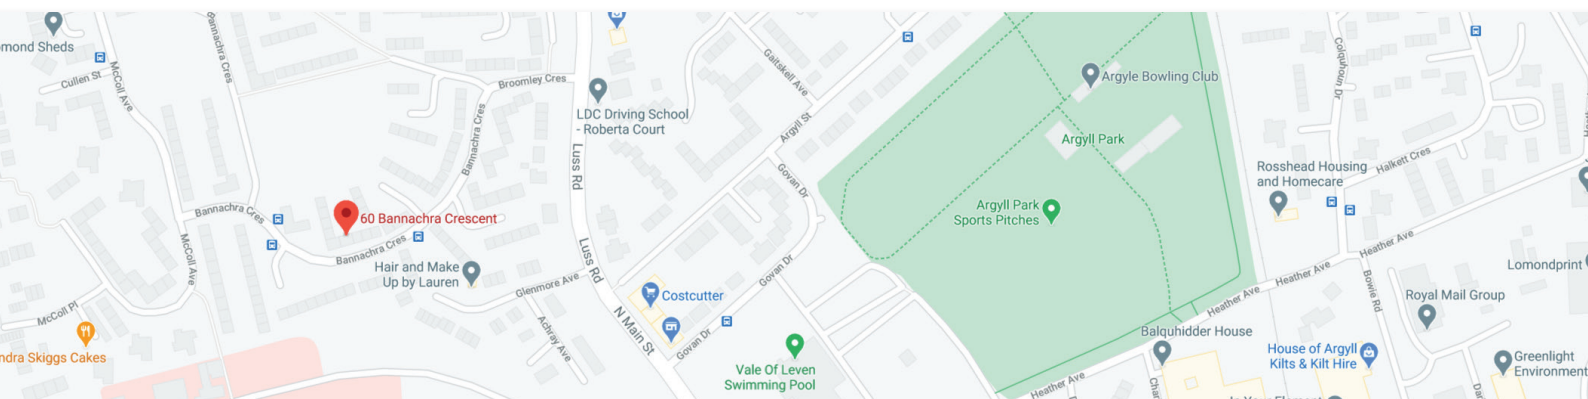 omond Sheds
Cullen St
McColl Ave
Bannachra Cres
Broomley Cres
Bannachra Cres
LDC Driving School
- Roberta Court
Luss Rd
Gaitskell Ave
Argyll St
Argyle Bowling Club
Argyll Park
Colquhoun Dr
Halkett Cres
Rosshead Housing
and Homecare
Govan Dr
Argyll Park
Sports Pitches
Bannachra Cres
60 Bannachra Crescent
Bannachra Cres
McColl Ave
Hair and Make
Up by Lauren
Glenmore Ave
Luss Rd
Govan Dr
Heather Ave
Heather Ave
Heather Ave
Lomondprint
Costcutter
N Main St
Govan Dr
McColl Pl
Achray Ave
Bowie Rd
Royal Mail Group
Balquhidder House
ndra Skiggs Cakes
Vale Of Leven
Swimming Pool
House of Argyll
Kilts & Kilt Hire
Greenlight
Environment
Heather Ave
Char
Dar